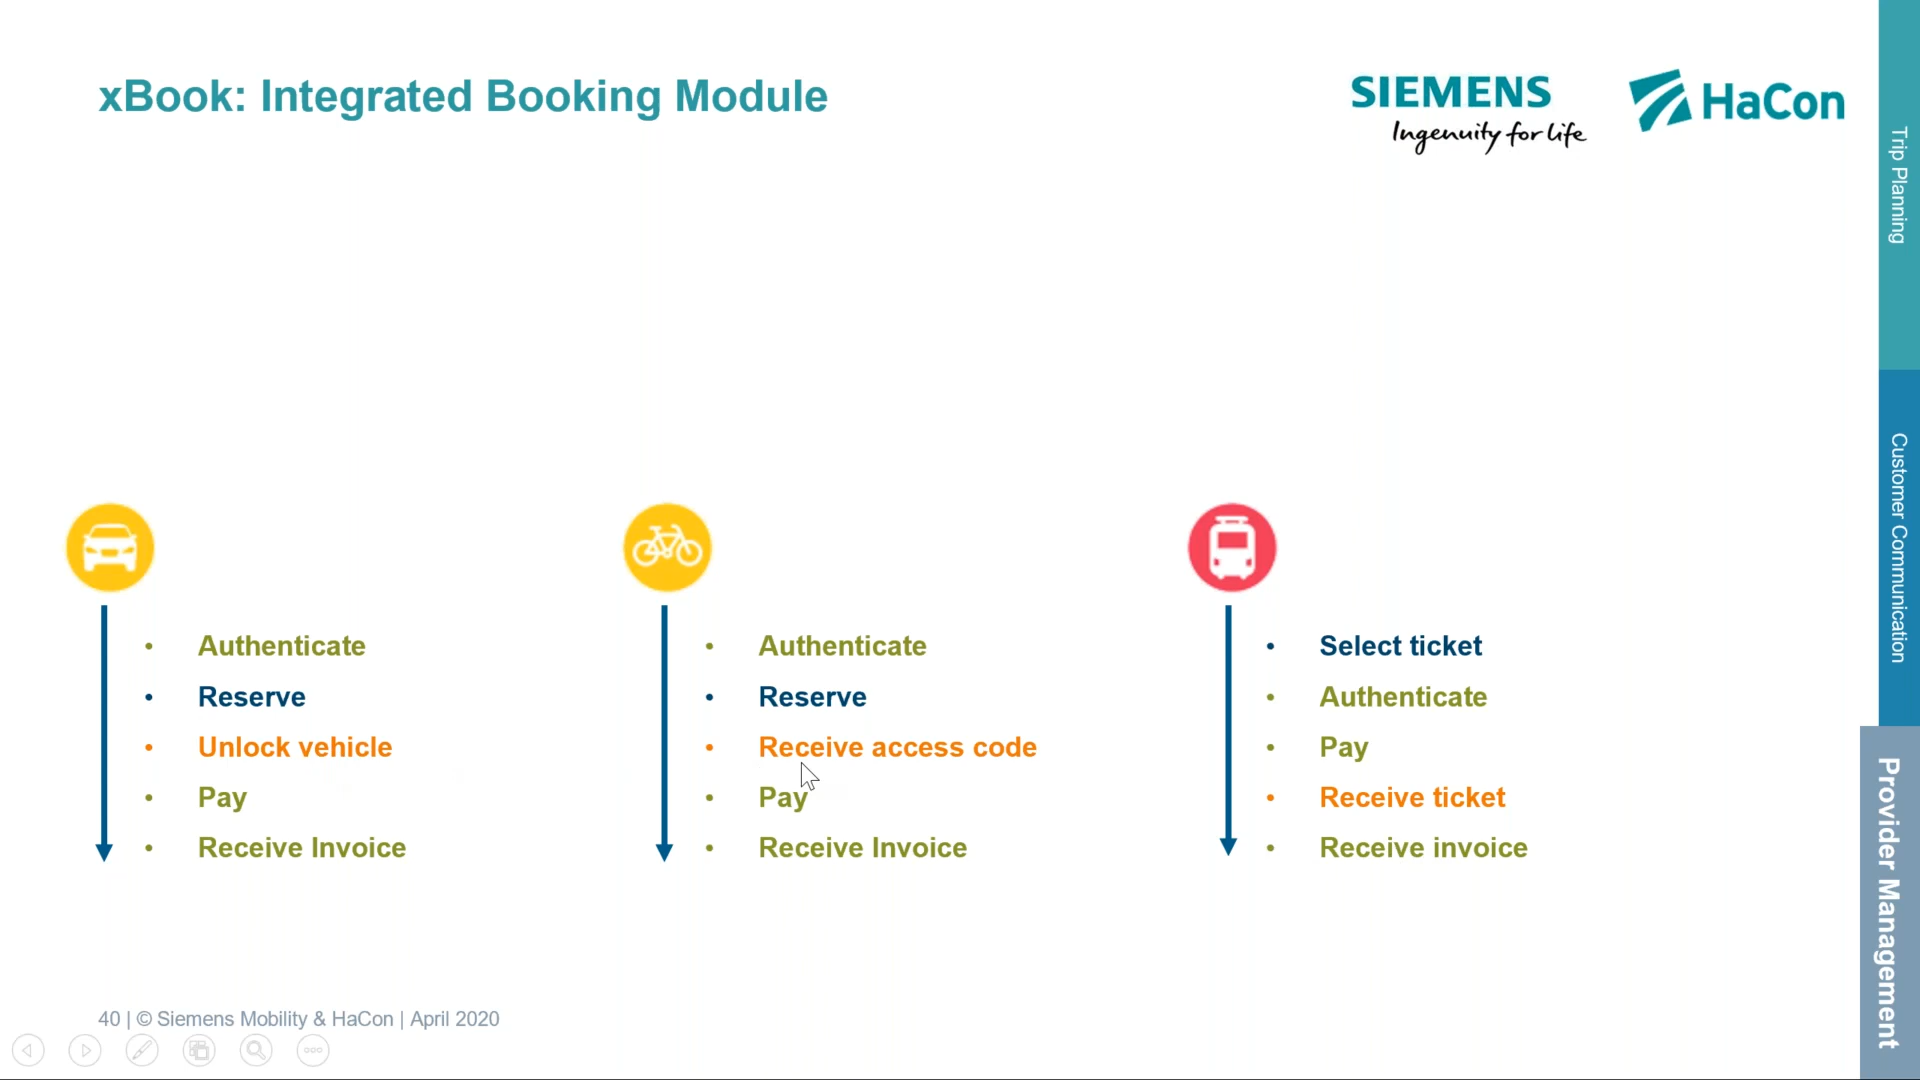 xBook: Integrated Booking Module
SIEMENS
Ingenuity for life
HaCon
Trip Planning
Customer Communication
Provider Management
• Authenticate
• Reserve
• Unlock vehicle
• Pay
• Receive Invoice
• Authenticate
• Reserve
• Receive access code
• Pay
• Receive Invoice
• Select ticket
• Authenticate
• Pay
• Receive ticket
• Receive invoice
40 | © Siemens Mobility & HaCon | April 2020